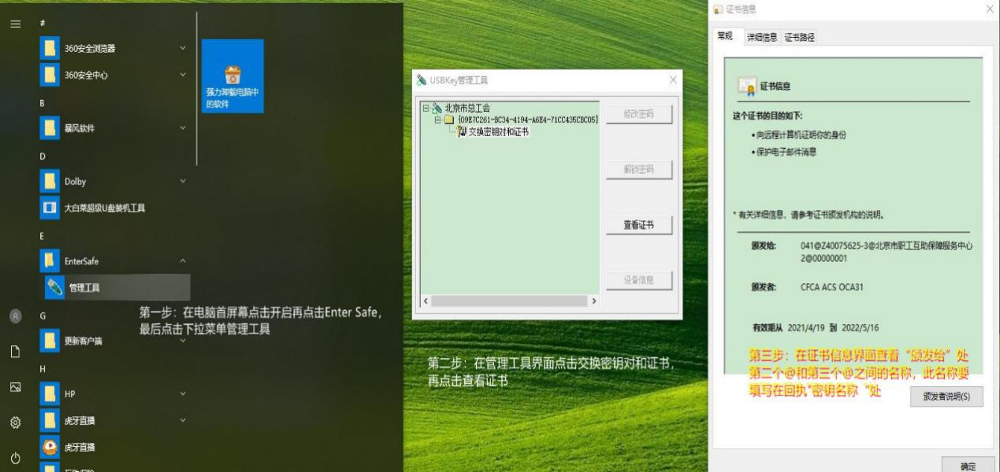 #
360安全浏览器
360安全中心
B
暴风软件
D
Dolby
大白菜超级U盘装机工具
E
EnterSafe
管理工具
G
更新客户端
H
HP
虎牙直播
虎牙直播
强力卸载电脑中
的软件
第一步：在电脑首屏幕点击开启再点击Enter Safe，
最后点击下拉菜单管理工具
USBKey管理工具
北京市总工会
{09E7C261-BC34-4194-A6E4-71CC435CBC05}
交换密钥对和证书
修改密码
解锁密码
查看证书
设备信息
第二步：在管理工具界面点击交换密钥对和证书，
再点击查看证书
证书信息
常规 详细信息 证书路径
证书信息
这个证书的目的如下:
•向远程计算机证明你的身份
•保护电子邮件消息
* 有关详细信息，请参考证书颁发机构的说明。
颁发给: 041@Z40075625-3@北京市职工互助保障服务中心
2@00000001
颁发者: CFCA ACS OCA31
有效期从 2021/4/19 到 2022/5/16
第三步：在证书信息界面查看“颁发给”处
第二个@和第三个@之间的名称，此名称要
填写在回执"密钥名称“处
颁发者说明(S)
确定